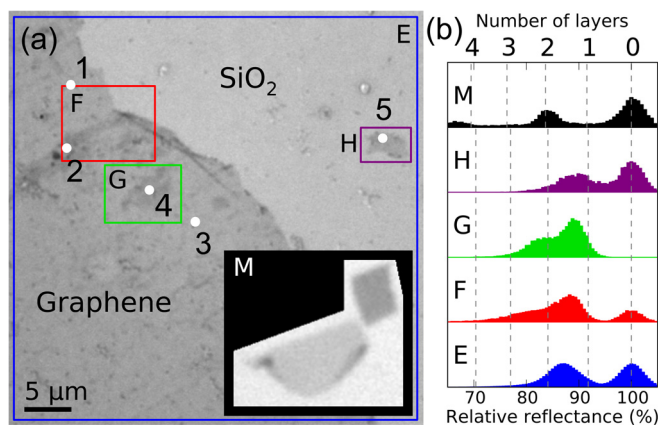 (a)
E
1
F
SiO2
5
H
2
G
4
3
M
Graphene
5 µm
(b)
Number of layers
4 3 2 1 0
M
H
G
F
E
70 80 90 100
Relative reflectance (%)